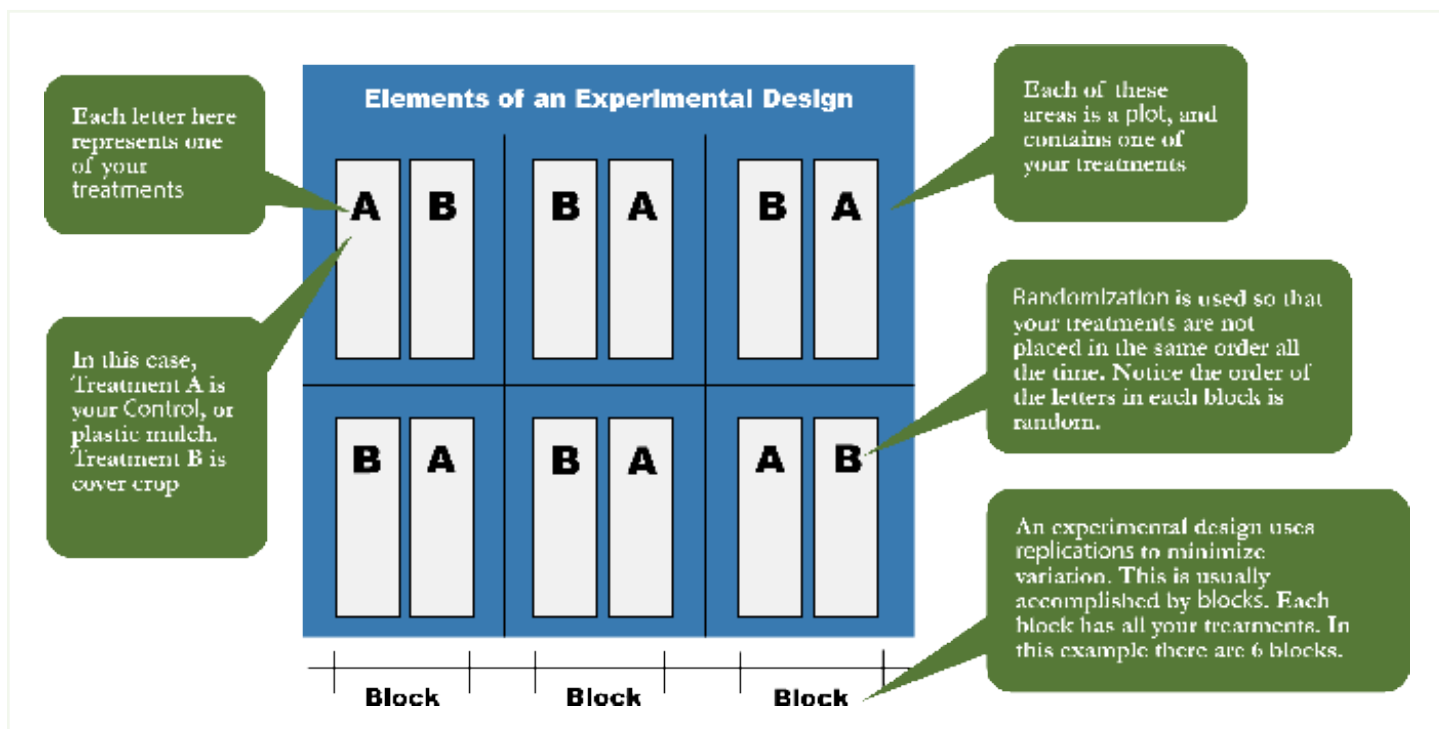 Elements of an Experimental Design
Each letter here
represents one
of your
treatments
Each of these
areas is a plot, and
contains one of
your treatments
A B B A B A
In this case,
Treatment A is
your Control, or
plastic mulch.
Treatment B is
cover crop
Randomization is used so that
your treatments are not
placed in the same order all
the time. Notice the order of
the letters in each block is
random.
B A B A A B
An experimental design uses
replications to minimize
variation. This is usually
accomplished by blocks. Each
block has all your treatments. In
this example there are 6 blocks.
Block Block Block